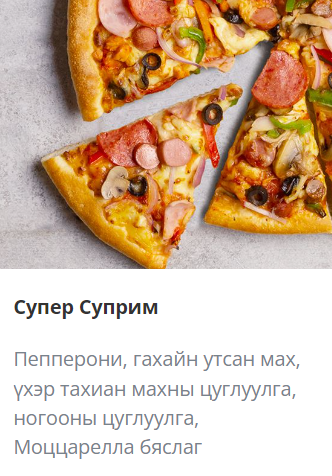 Супер Суприм
Пепперони, гахайн утсан мах,
үхэр тахиан махны цуглуулга,
ногооны цуглуулга,
Моццарелла бяслаг